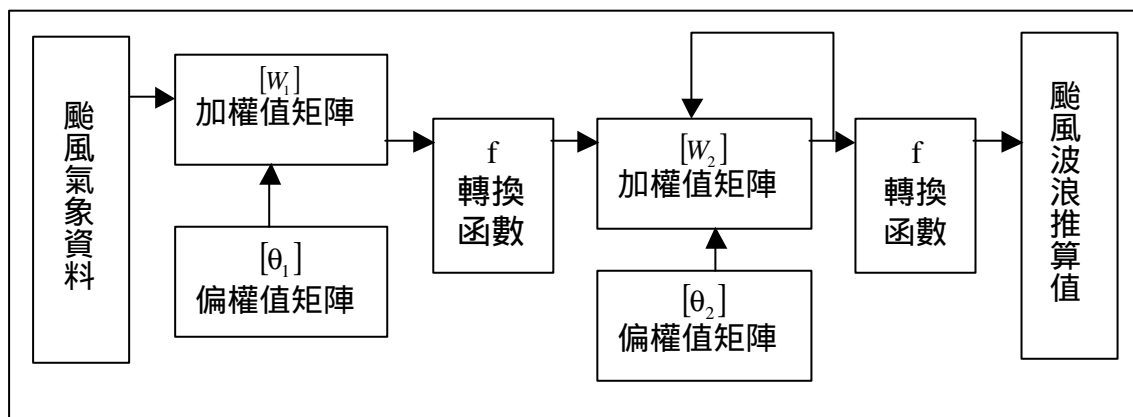 颱風氣象資料
[W₁]
加權值矩陣
[θ₁]
偏權值矩陣
f
轉換
函數
[W₂]
加權值矩陣
[θ₂]
偏權值矩陣
f
轉換
函數
颱風波浪推算值